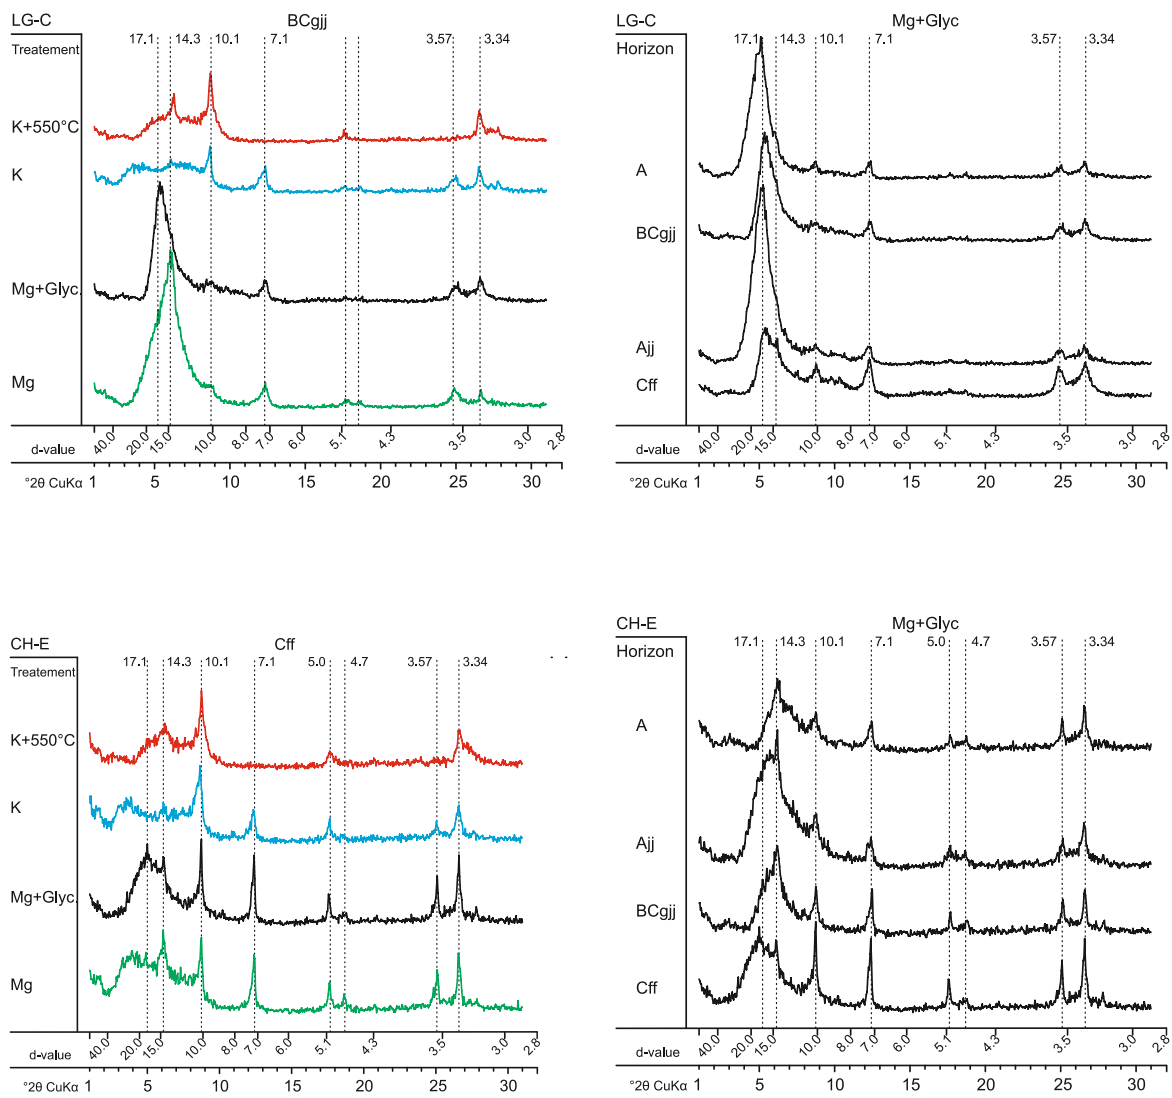 LG-C BCgjj
Treatement 17.1 14.3 10.1 7.1 3.57 3.34
K+550°C
K
Mg+Glyc.
Mg
d-value 40.0 20.0 15.0 10.0 8.0 7.0 6.0 5.1 4.3 3.5 3.0 2.8
°2θ CuKα 1 5 10 15 20 25 30
LG-C Mg+Glyc
Horizon 17.1 14.3 10.1 7.1 3.57 3.34
A
BCgjj
Ajj
Cff
d-value 40.0 20.0 15.0 10.0 8.0 7.0 6.0 5.1 4.3 3.5 3.0 2.8
°2θ CuKα 1 5 10 15 20 25 30
CH-E Cff
Treatement 17.1 14.3 10.1 7.1 5.0 4.7 3.57 3.34
K+550°C
K
Mg+Glyc.
Mg
d-value 40.0 20.0 15.0 10.0 8.0 7.0 6.0 5.1 4.3 3.5 3.0 2.8
°2θ CuKα 1 5 10 15 20 25 30
CH-E Mg+Glyc
Horizon 17.1 14.3 10.1 7.1 5.0 4.7 3.57 3.34
A
Ajj
BCgjj
Cff
d-value 40.0 20.0 15.0 10.0 8.0 7.0 6.0 5.1 4.3 3.5 3.0 2.8
°2θ CuKα 1 5 10 15 20 25 30